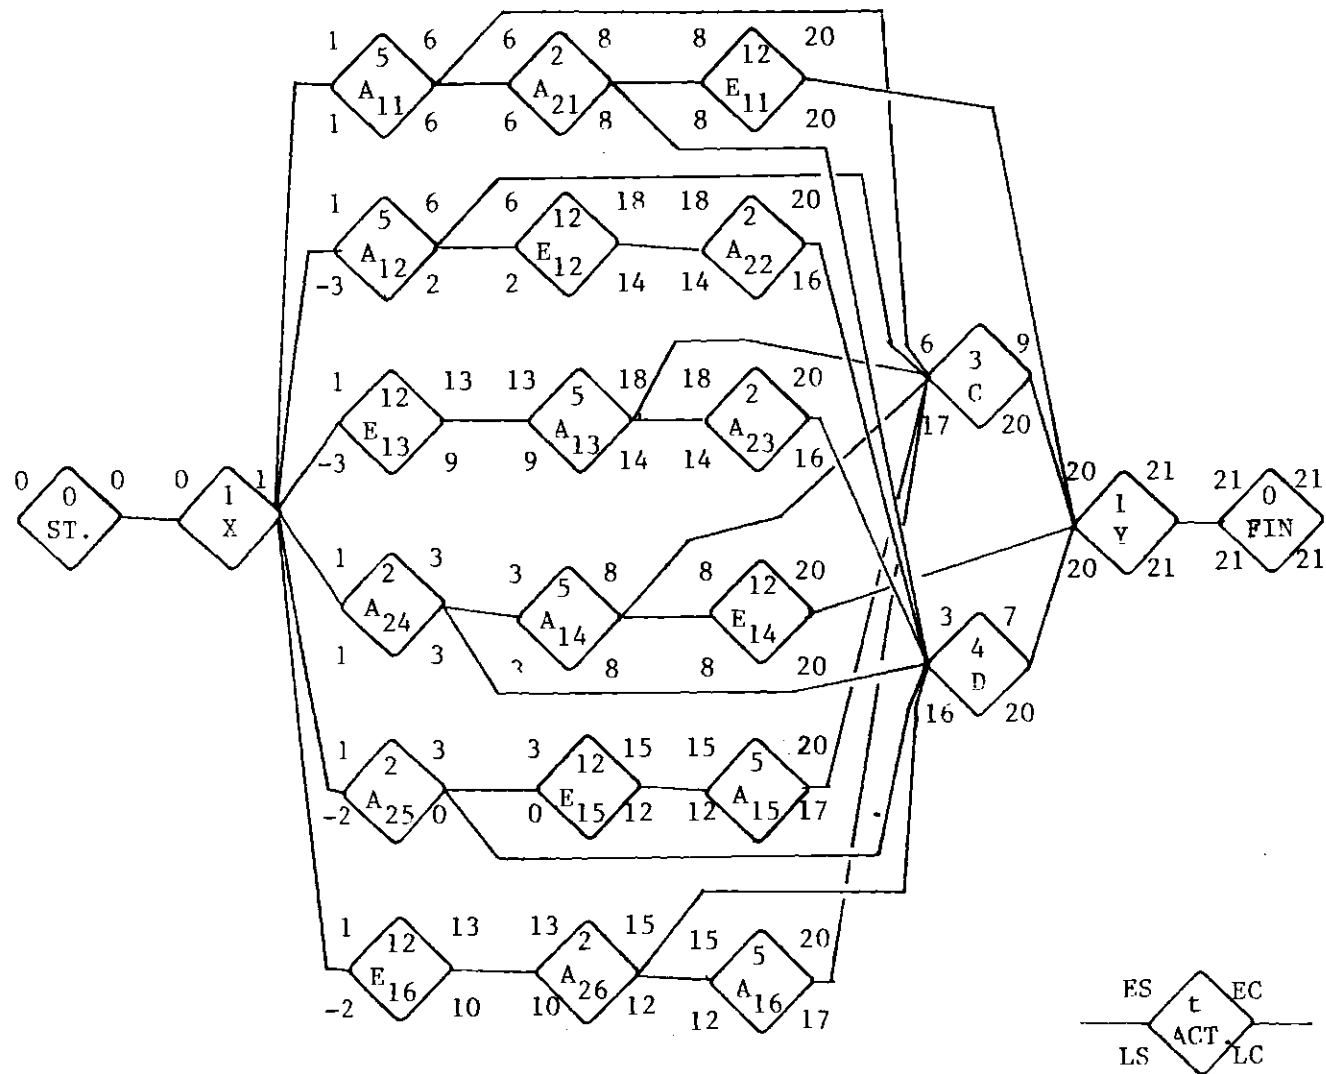 1 5 6 6 2 8 8 12 20
A11 A21 E11
1 6 6 8 8 20
1 5 6 6 12 18 18 2 20
A12 E12 A22
-3 2 2 14 14 16
6 3 9
C
17 20
1 12 13 13 5 18 18 2 20
E13 A13 A23
-3 9 9 14 14 16
0 0 0 0 1 1
ST. X
20 1 21 21 0 21
Y FIN
20 21 21 21
1 2 3 3 5 8 8 12 20
A24 A14 E14
1 3 8 8 20
3 4 7
D
16 20
1 2 3 3 12 15 15 5 20
A25 E15 A15
-2 0 0 12 12 17
1 12 13 13 2 15 15 5 20
E16 A26 A16
-2 10 10 12 12 17
ES t EC
ACT.
LS LC